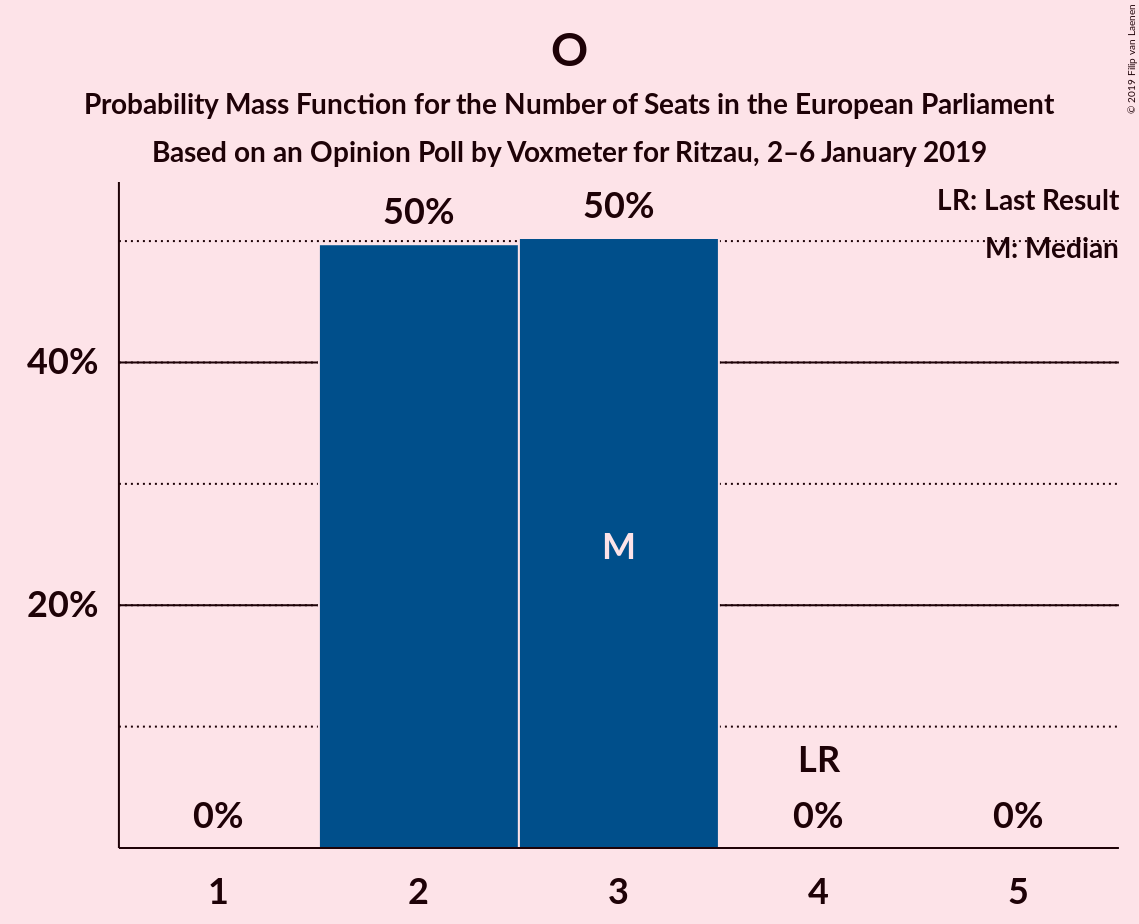 O
Probability Mass Function for the Number of Seats in the European Parliament
Based on an Opinion Poll by Voxmeter for Ritzau, 2–6 January 2019
© 2019 Filip van Laenen
LR: Last Result
M: Median
50%
50%
40%
20%
M
LR
0%
0%
0%
1
2
3
4
5